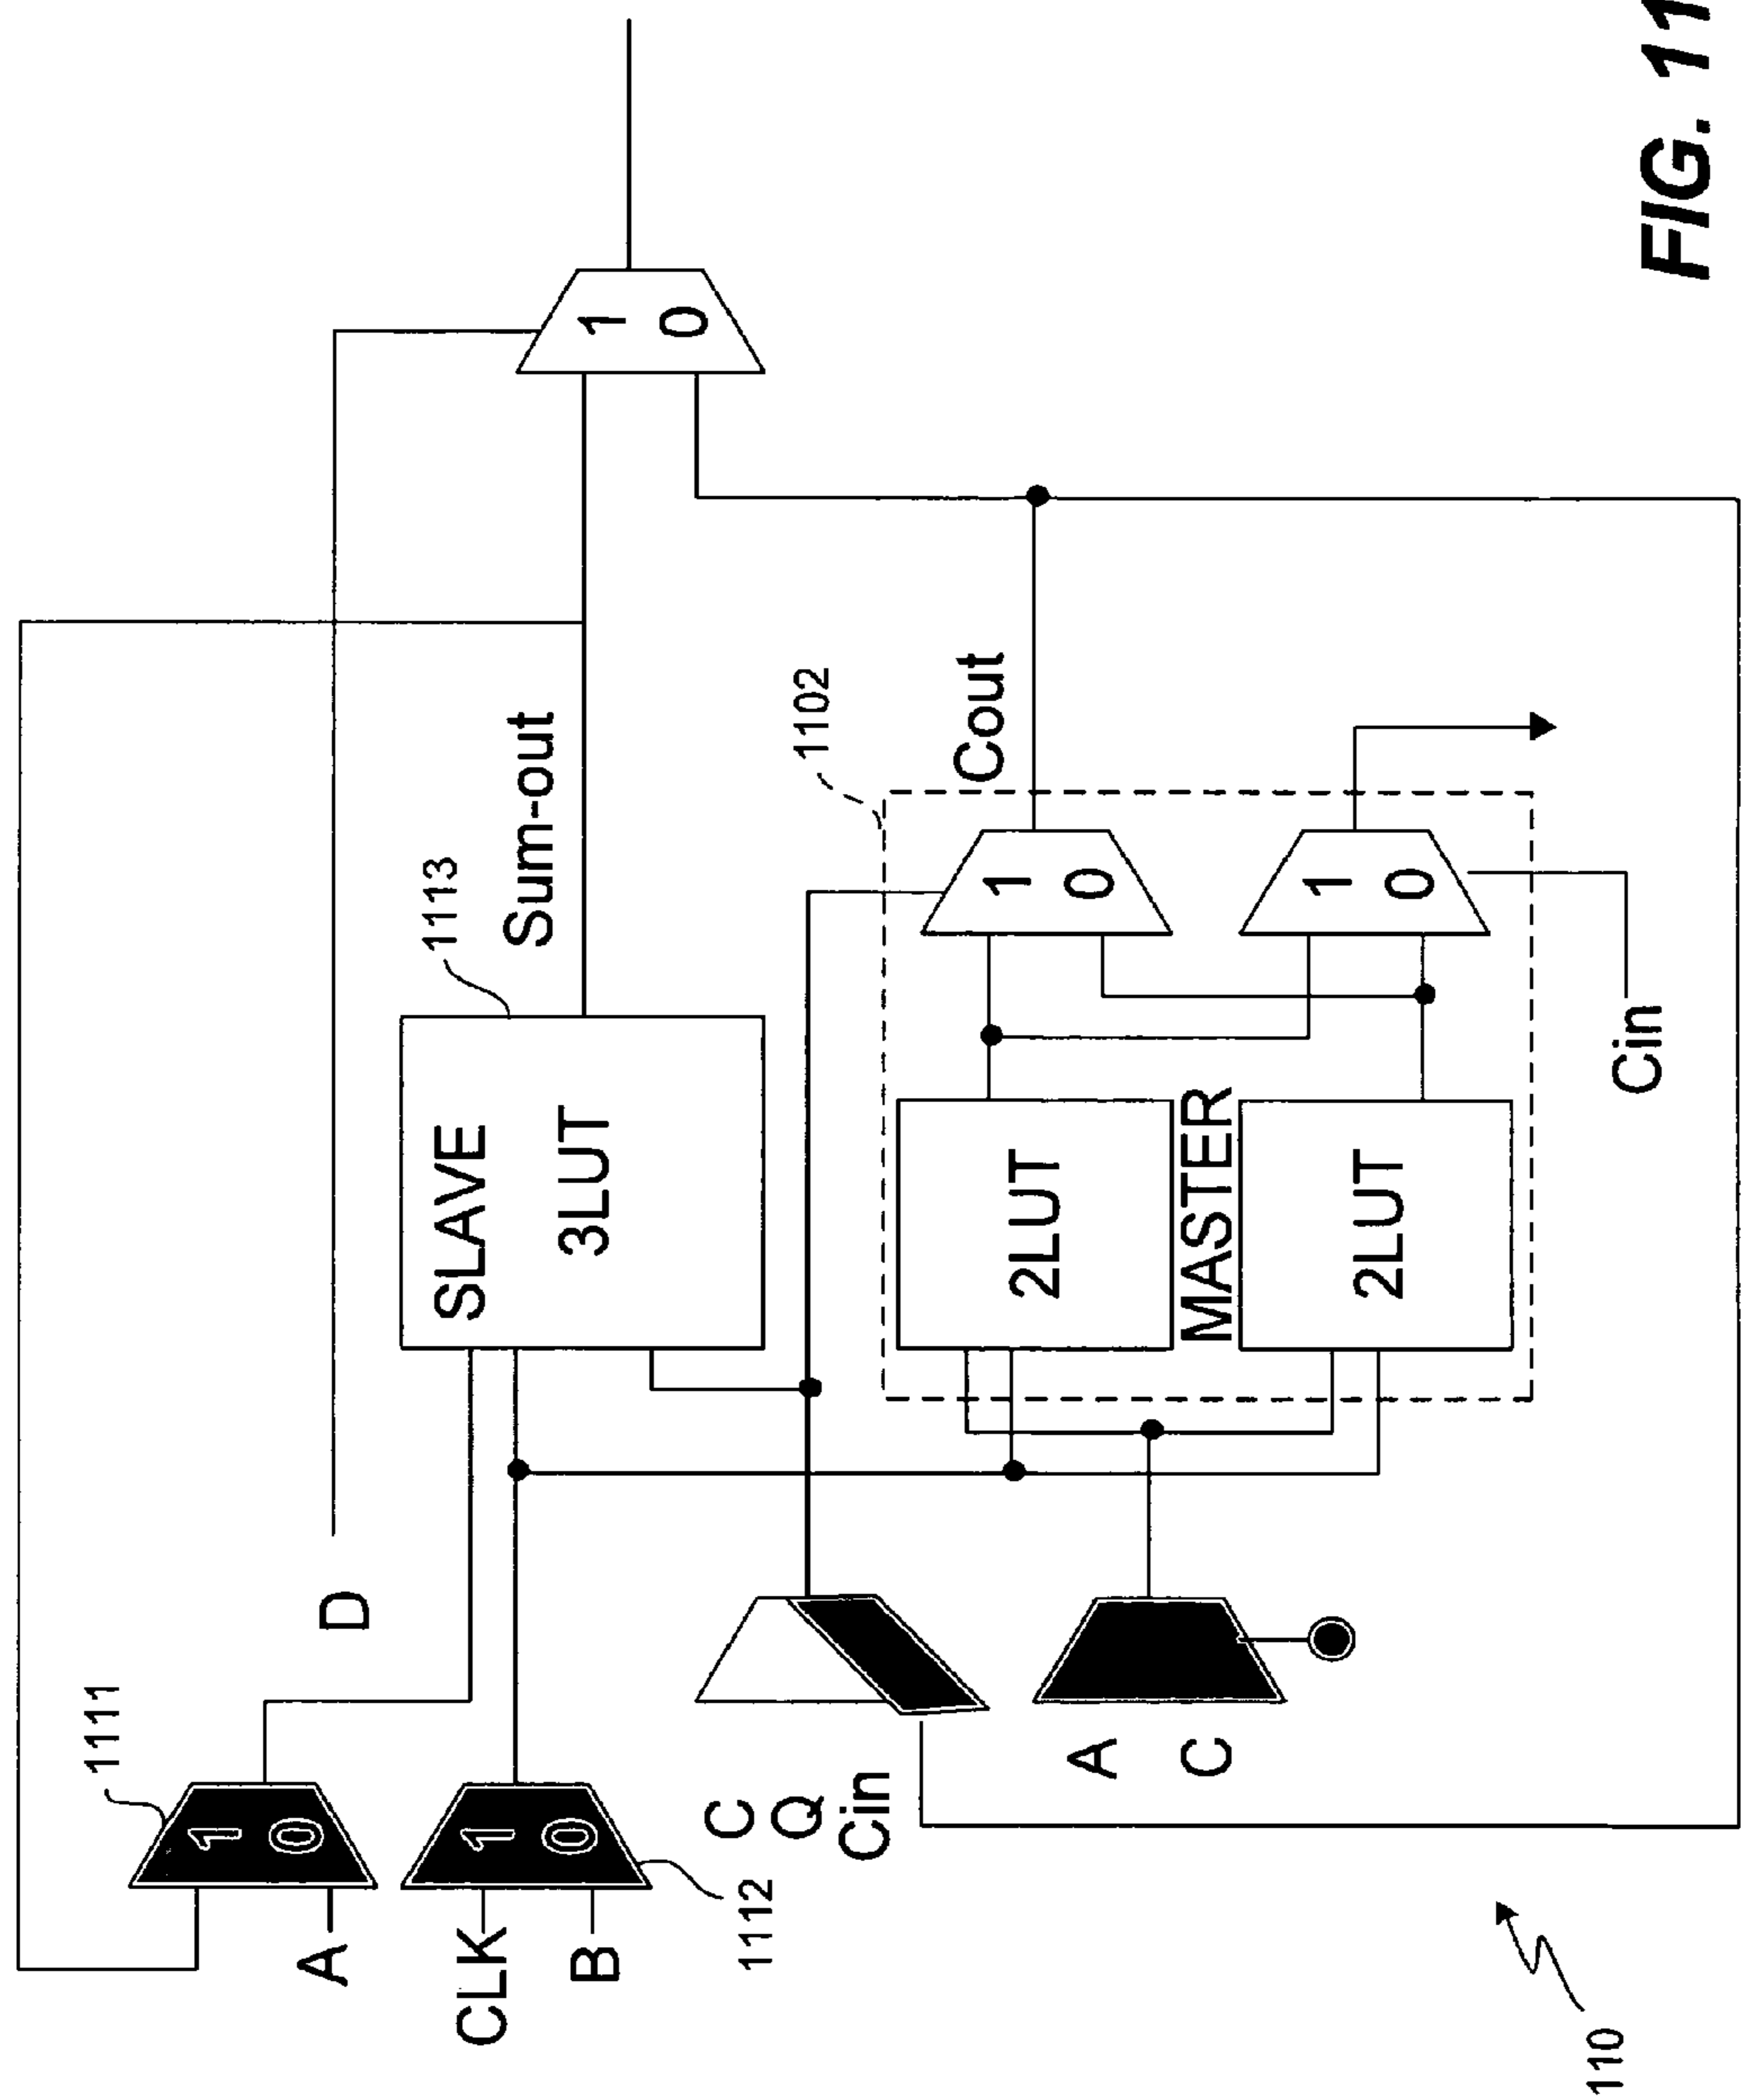 1111
1
0
A
D
CLK
1
0
B
1112
SLAVE
3LUT
1113
Sum-out
1
0
C
Q
Cin
A
C
1102
2LUT
MASTER
2LUT
1
0
Cout
1
0
Cin
110
FIG. 11